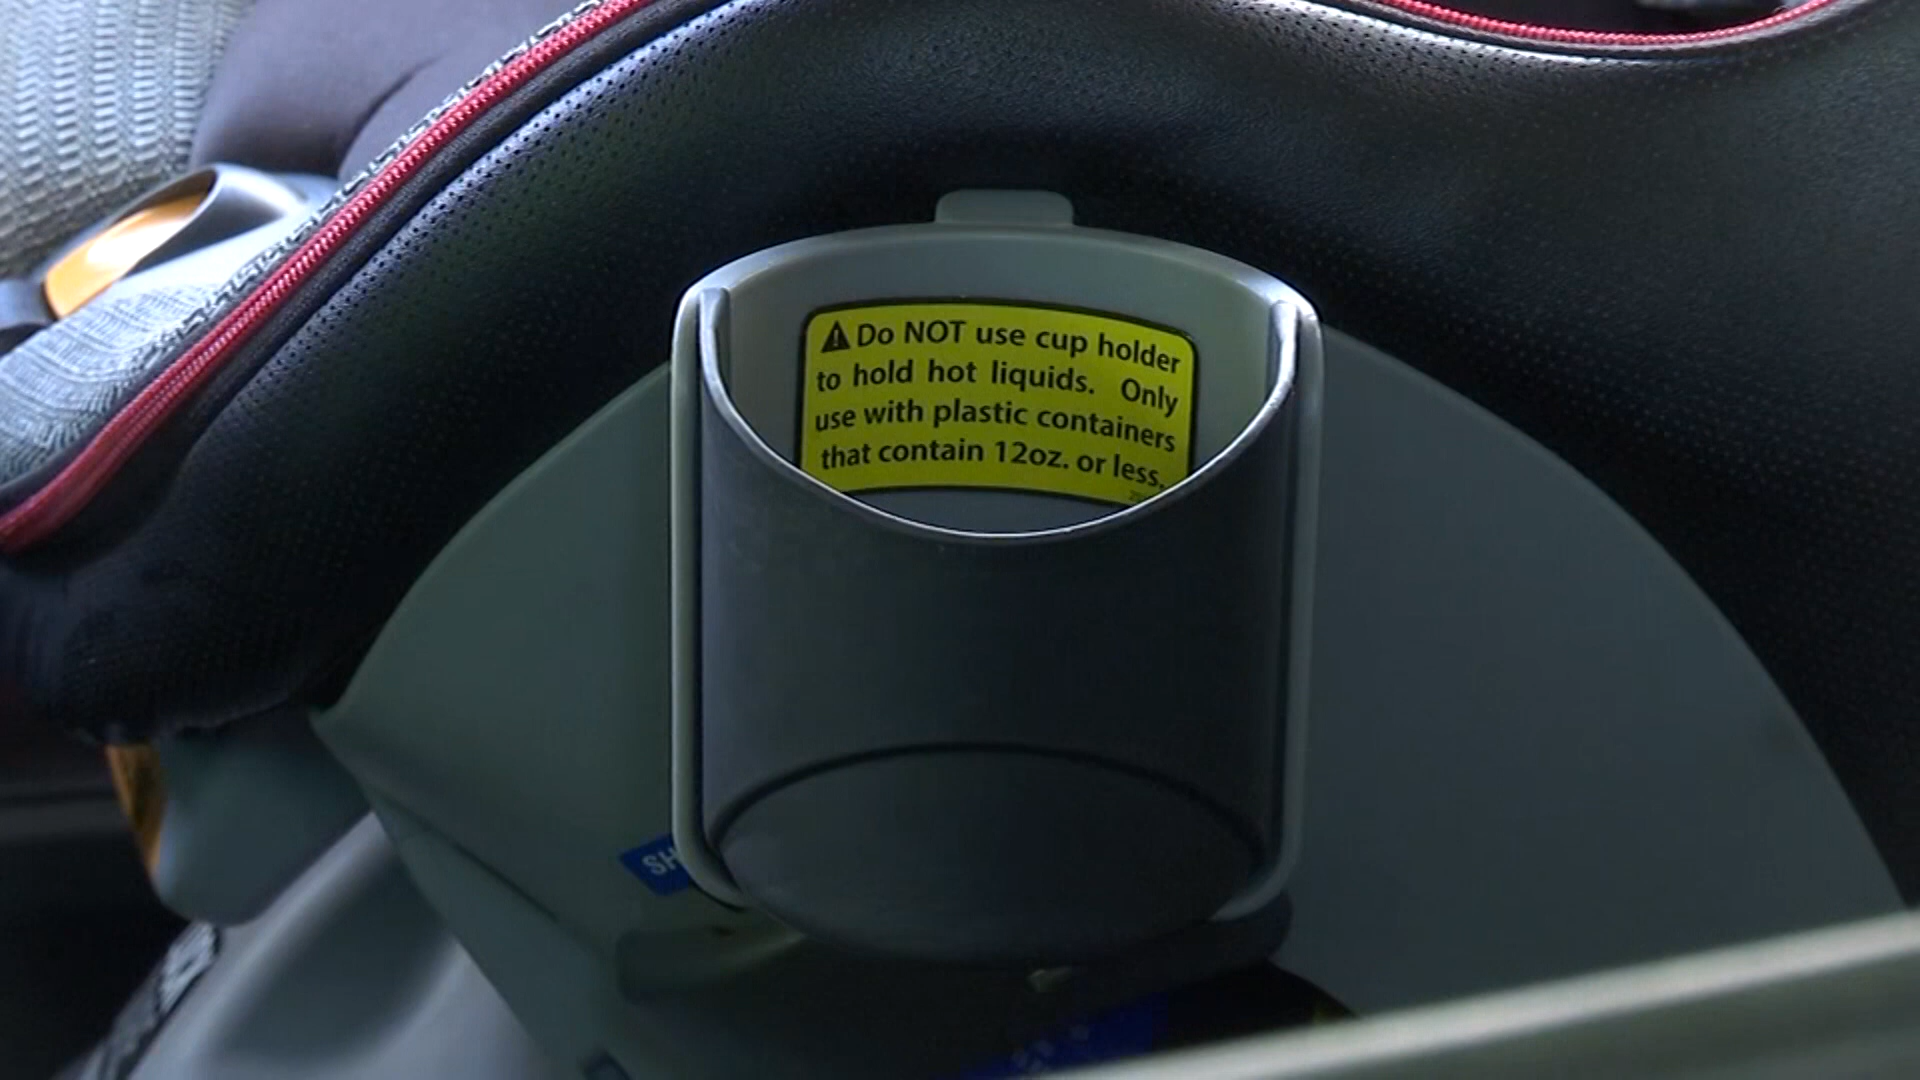 ⚠ Do NOT use cup holder
to hold hot liquids. Only
use with plastic containers
that contain 12oz. or less.
SH